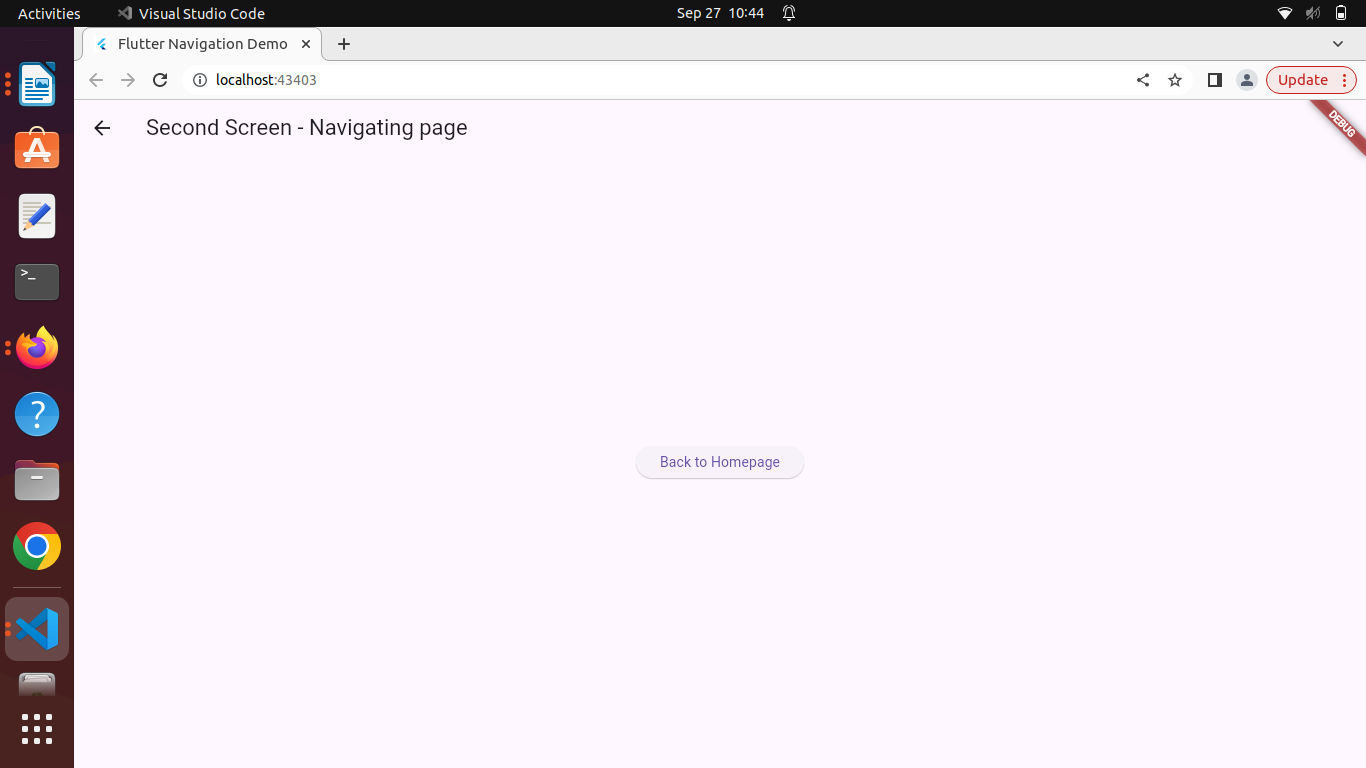 Activities
Visual Studio Code
Sep 27 10:44
Flutter Navigation Demo
localhost:43403
Update
Second Screen - Navigating page
DEBUG
>_
?
Back to Homepage